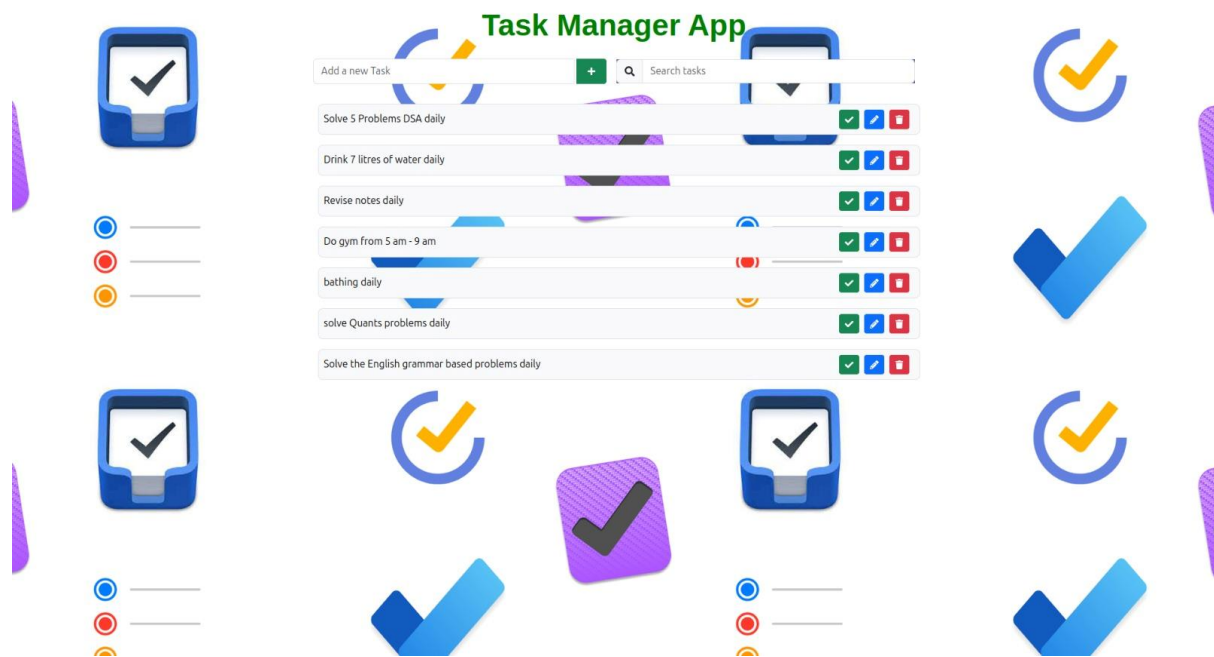 Task Manager App
Add a new Task
Search tasks
Solve 5 Problems DSA daily
Drink 7 litres of water daily
Revise notes daily
Do gym from 5 am - 9 am
bathing daily
solve Quants problems daily
Solve the English grammar based problems daily